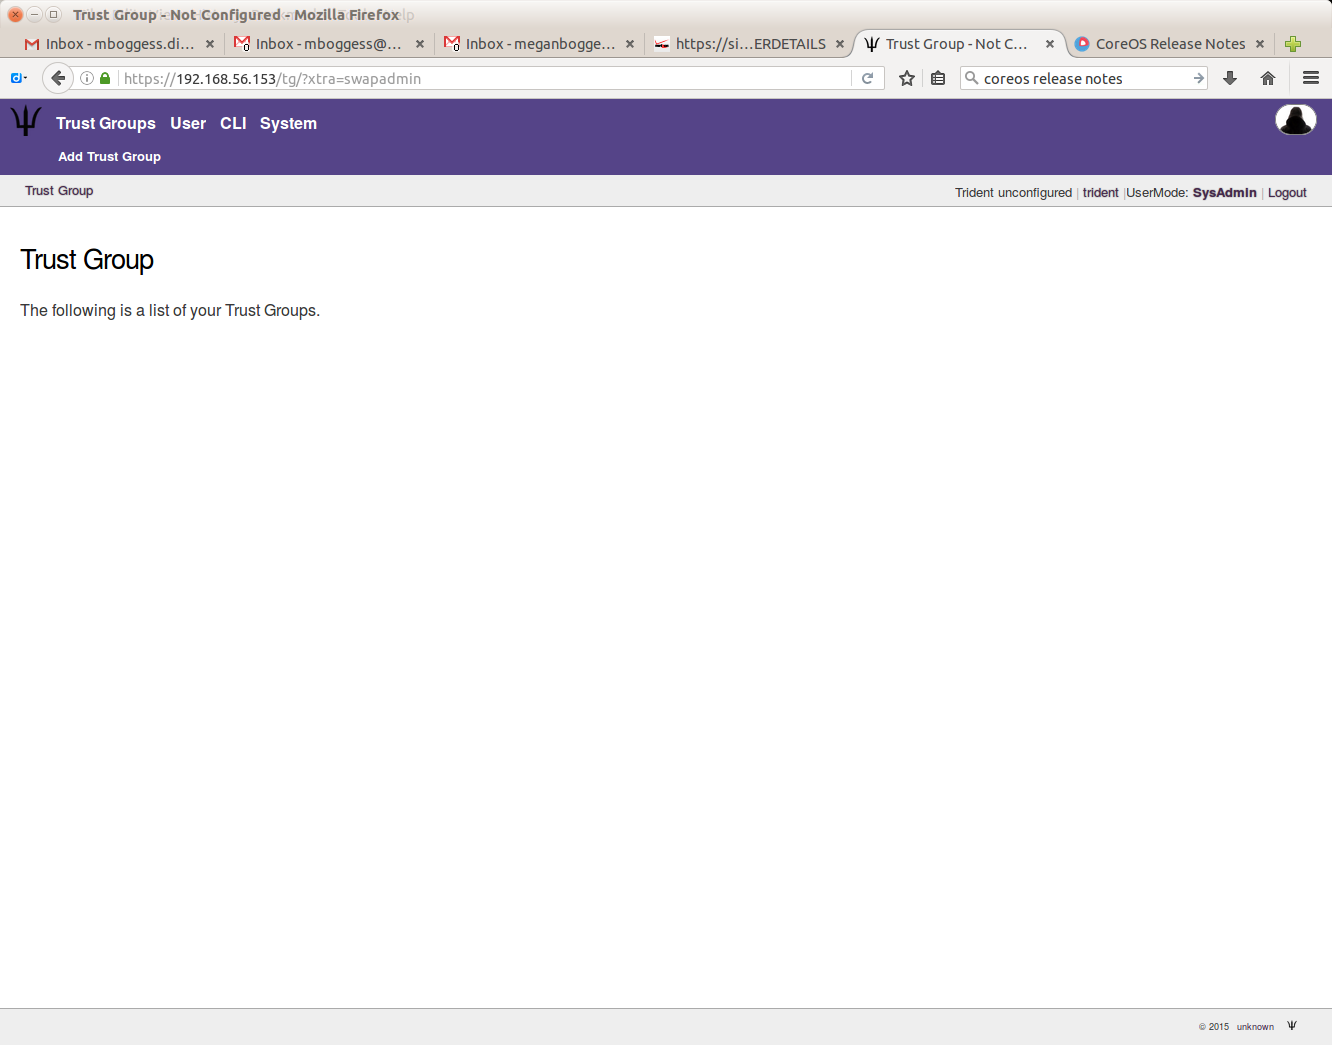 Trust Group - Not Configured - Mozilla Firefox
Inbox - mboggess.di... Inbox - mboggess@... Inbox - meganbogge... https://si...ERDETAILS Trust Group - Not C... CoreOS Release Notes
https://192.168.56.153/tg/?xtra=swapadmin coreos release notes
Trust Groups User CLI System
Add Trust Group
Trust Group Trident unconfigured | trident |UserMode: SysAdmin | Logout
Trust Group
The following is a list of your Trust Groups.
© 2015 unknown